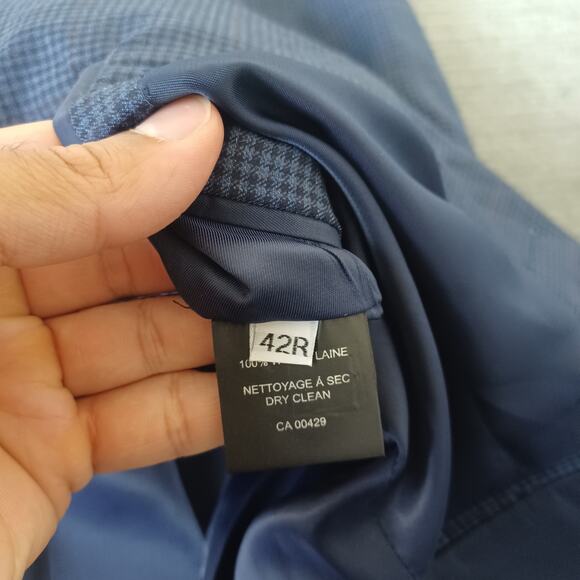 42R
100% LAINE
NETTOYAGE À SEC
DRY CLEAN
CA 00429